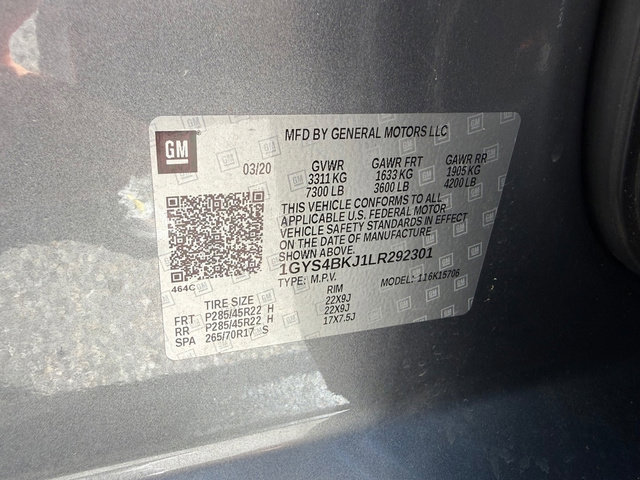 GM
MFD BY GENERAL MOTORS LLC
03/20
GVWR GAWR FRT GAWR RR
3311 KG 1633 KG 1905 KG
7300 LB 3600 LB 4200 LB
THIS VEHICLE CONFORMS TO ALL
APPLICABLE U.S. FEDERAL MOTOR
VEHICLE SAFETY STANDARDS IN EFFECT
ON THE DATE OF MANUFACTURE.
SHOWN ABOVE.
1GYS4BKJ1LR292301
464C
TYPE: M.P.V. MODEL: 116K15706
TIRE SIZE RIM
FRT P285/45R22 H 22X9J
RR P285/45R22 H 22X9J
SPA 265/70R17 S 17X7.5J